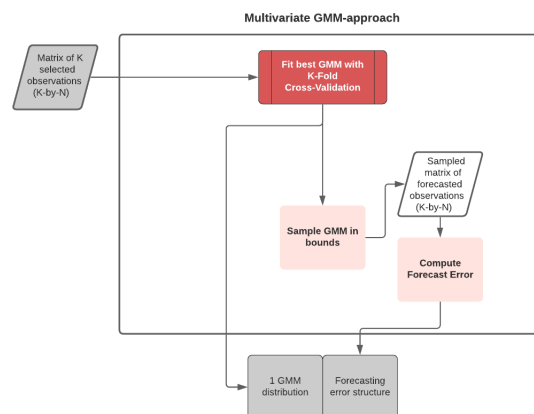 Multivariate GMM-approach
Matrix of K
selected
observations
(K-by-N)
Fit best GMM with
K-Fold
Cross-Validation
Sampled
matrix of
forecasted
observations
(K-by-N)
Sample GMM in
bounds
Compute
Forecast Error
1 GMM
distribution
Forecasting
error structure